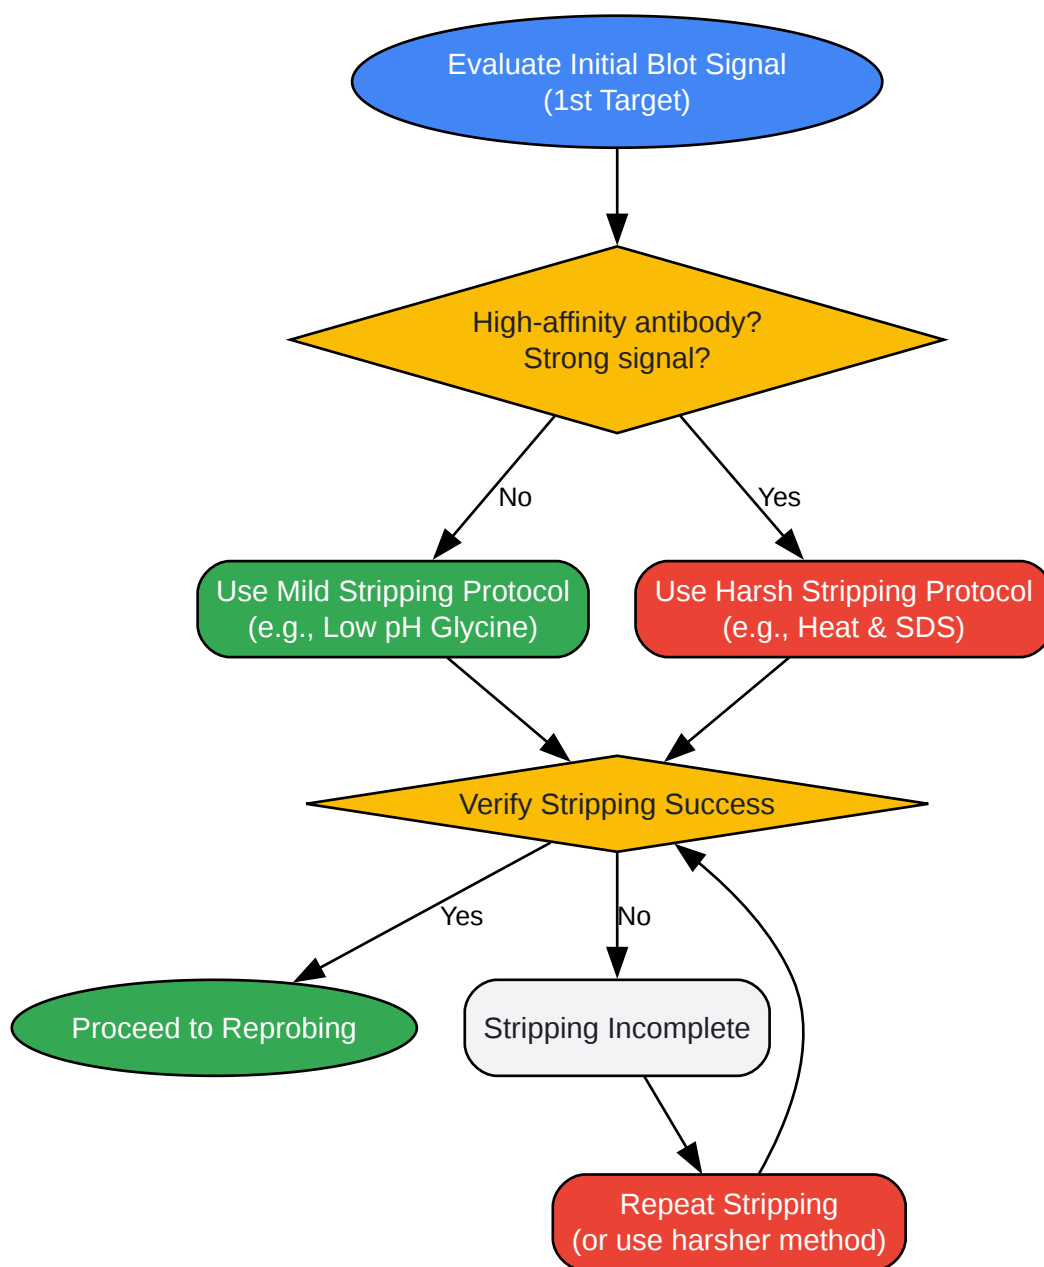 Evaluate Initial Blot Signal
(1st Target)
High-affinity antibody?
Strong signal?
No
Yes
Use Mild Stripping Protocol
(e.g., Low pH Glycine)
Use Harsh Stripping Protocol
(e.g., Heat & SDS)
Verify Stripping Success
Yes
No
Proceed to Reprobing
Stripping Incomplete
Repeat Stripping
(or use harsher method)